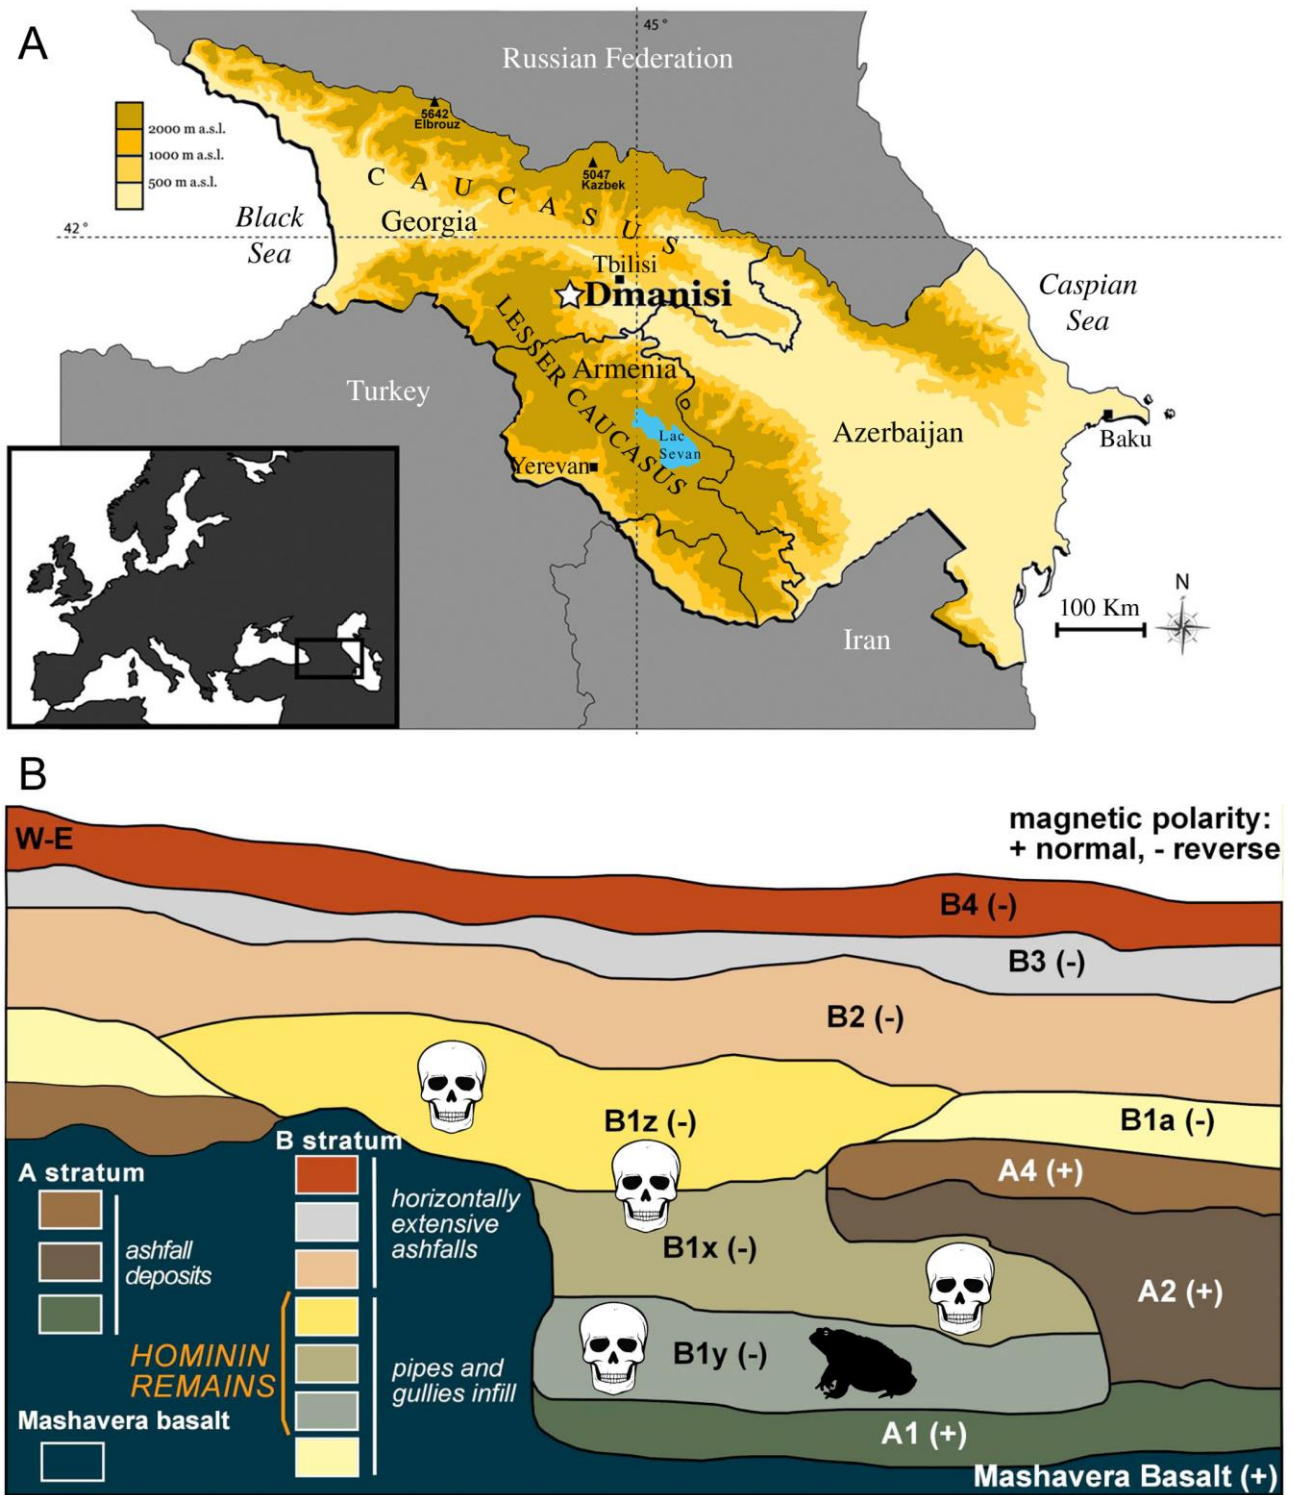 A
45°
Russian Federation
2000 m a.s.l.
1000 m a.s.l.
500 m a.s.l.
5642
Elbrouz
5047
Kazbek
CAUCASUS
Georgia
Black
Sea
42°
Tbilisi
Dmanisi
Caspian
Sea
LESSER CAUCASUS
Armenia
Turkey
Lac
Sevan
Azerbaijan
Baku
Yerevan
100 Km
N
Iran
B
W-E
magnetic polarity:
+ normal, - reverse
B4 (-)
B3 (-)
B2 (-)
B1z (-)
B1a (-)
A4 (+)
B1x (-)
A2 (+)
B1y (-)
A1 (+)
Mashavera Basalt (+)
A stratum
ashfall
deposits
B stratum
horizontally
extensive
ashfalls
HOMININ
REMAINS
pipes and
gullies infill
Mashavera basalt